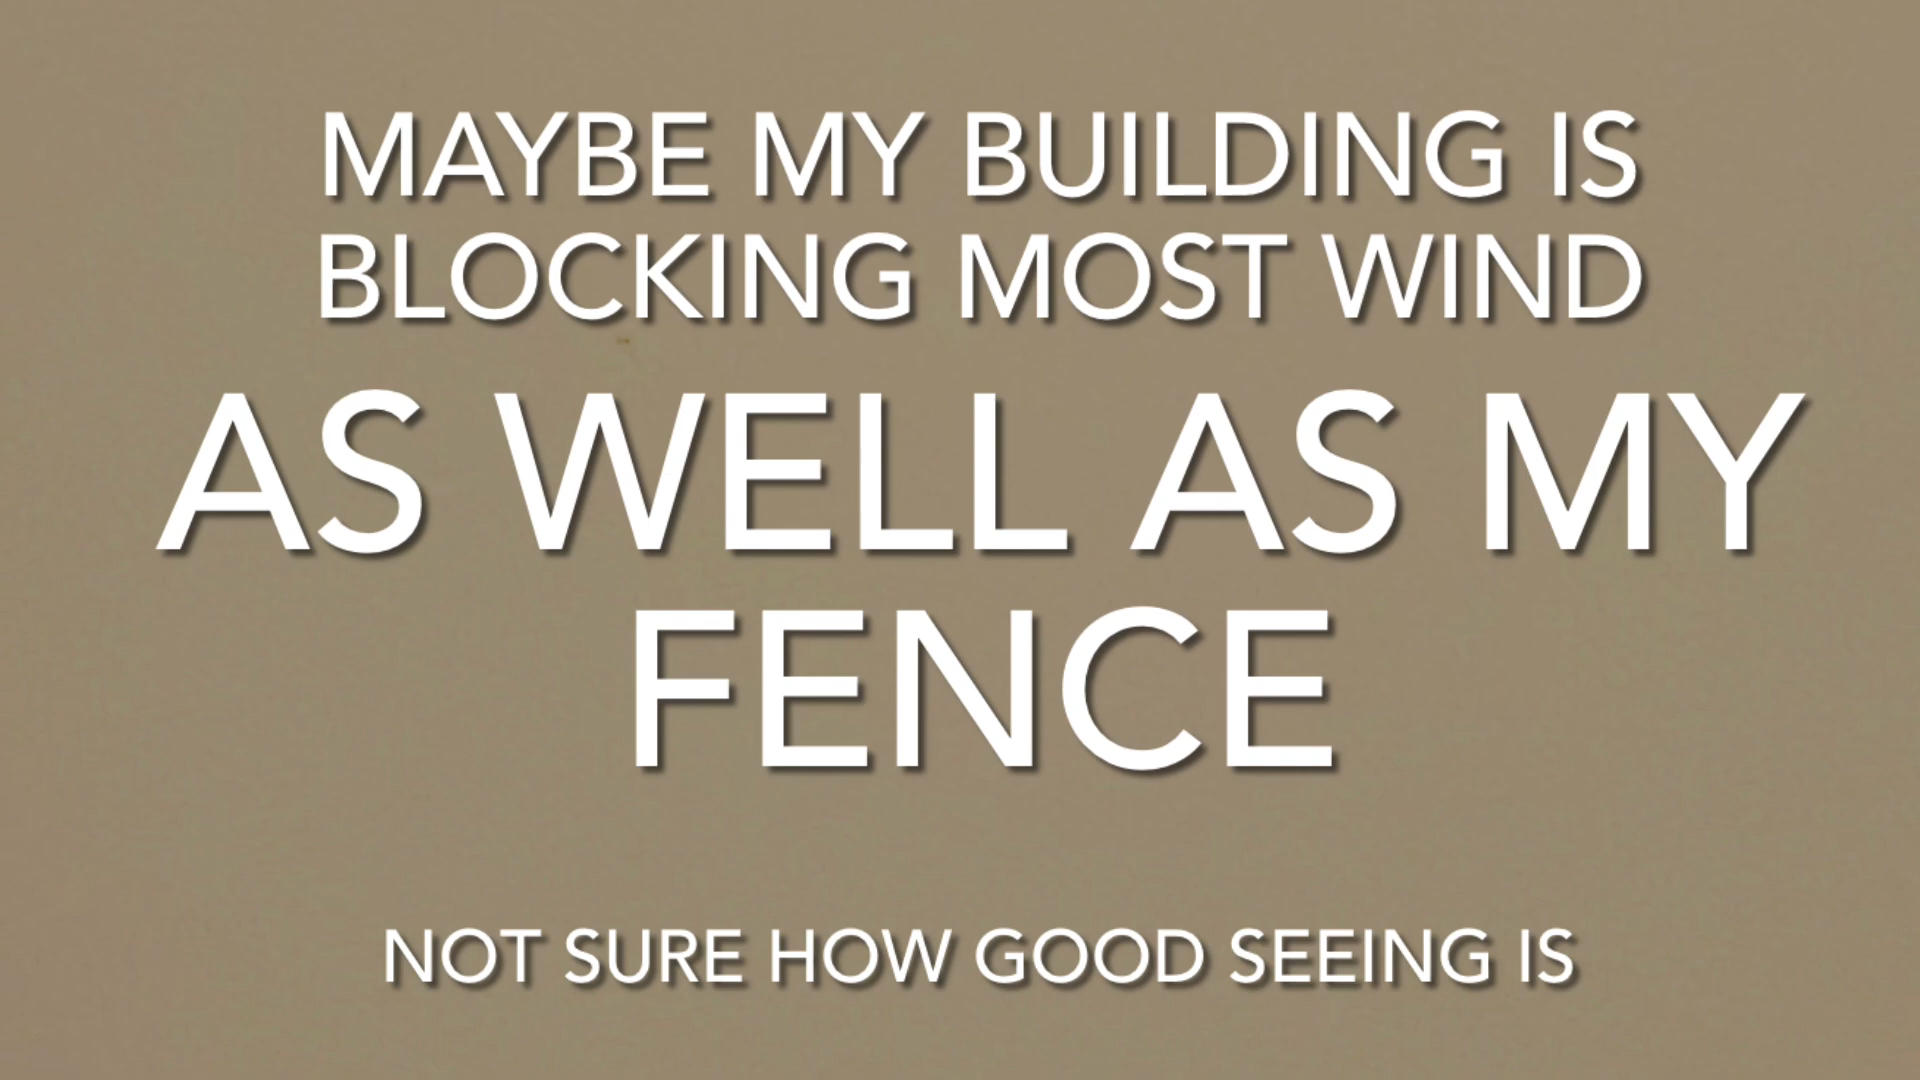 MAYBE MY BUILDING IS
BLOCKING MOST WIND
AS WELL AS MY
FENCE
NOT SURE HOW GOOD SEEING IS